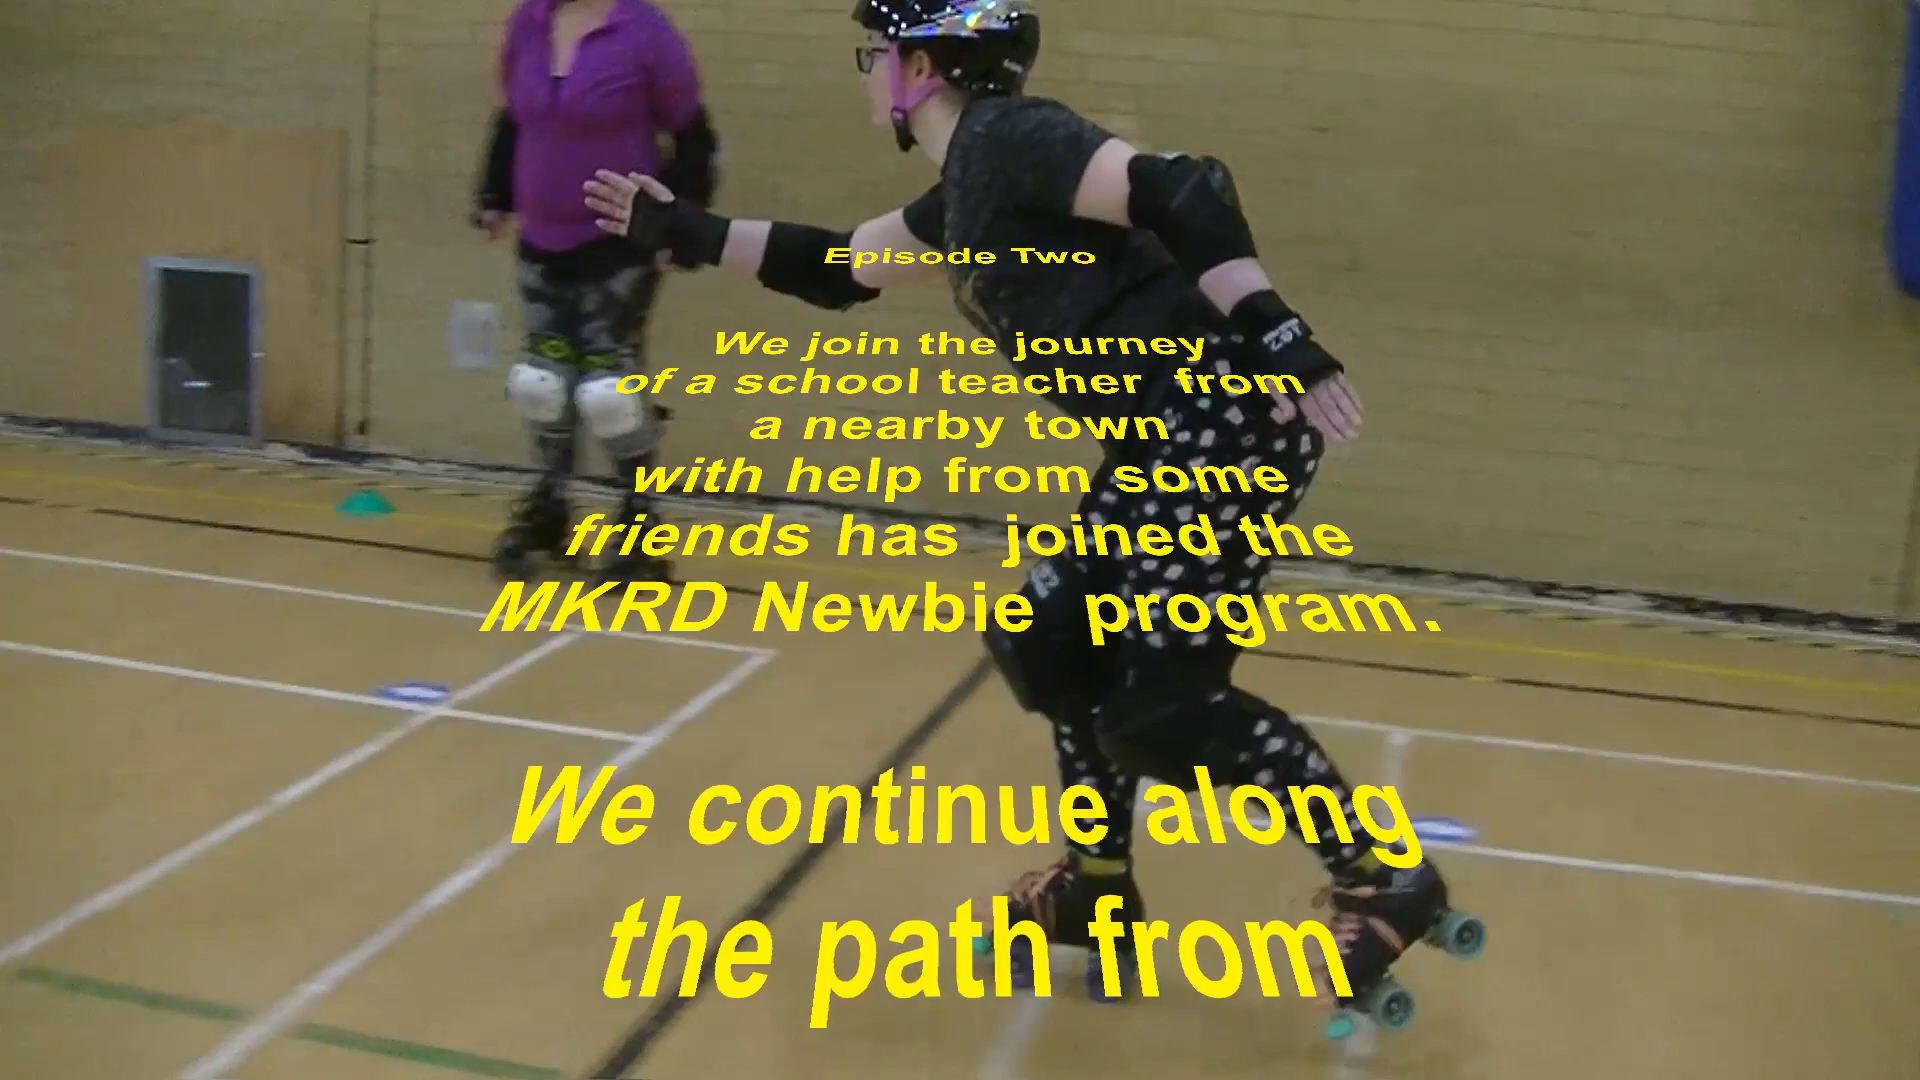 Episode Two
We join the journey
of a school teacher from
a nearby town
with help from some
friends has joined the
MKRD Newbie program.
We continue along
the path from